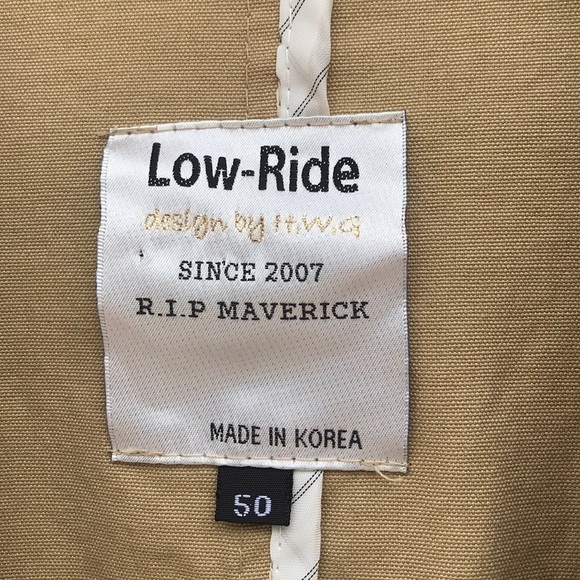 Low-Ride
design by H.W.G
SINCE 2007
R.I.P MAVERICK
MADE IN KOREA
50